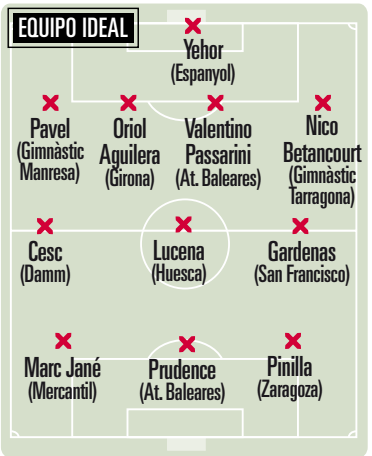 EQUIPO IDEAL
Yehor
(Espanyol)
Pavel
(Gimnàstic
Manresa)
Oriol
Aguilera
(Girona)
Valentino
Passarini
(At. Baleares)
Nico
Betancourt
(Gimnàstic
Tarragona)
Cesc
(Damm)
Lucena
(Huesca)
Gardenas
(San Francisco)
Marc Jané
(Mercantil)
Prudence
(At. Baleares)
Pinilla
(Zaragoza)